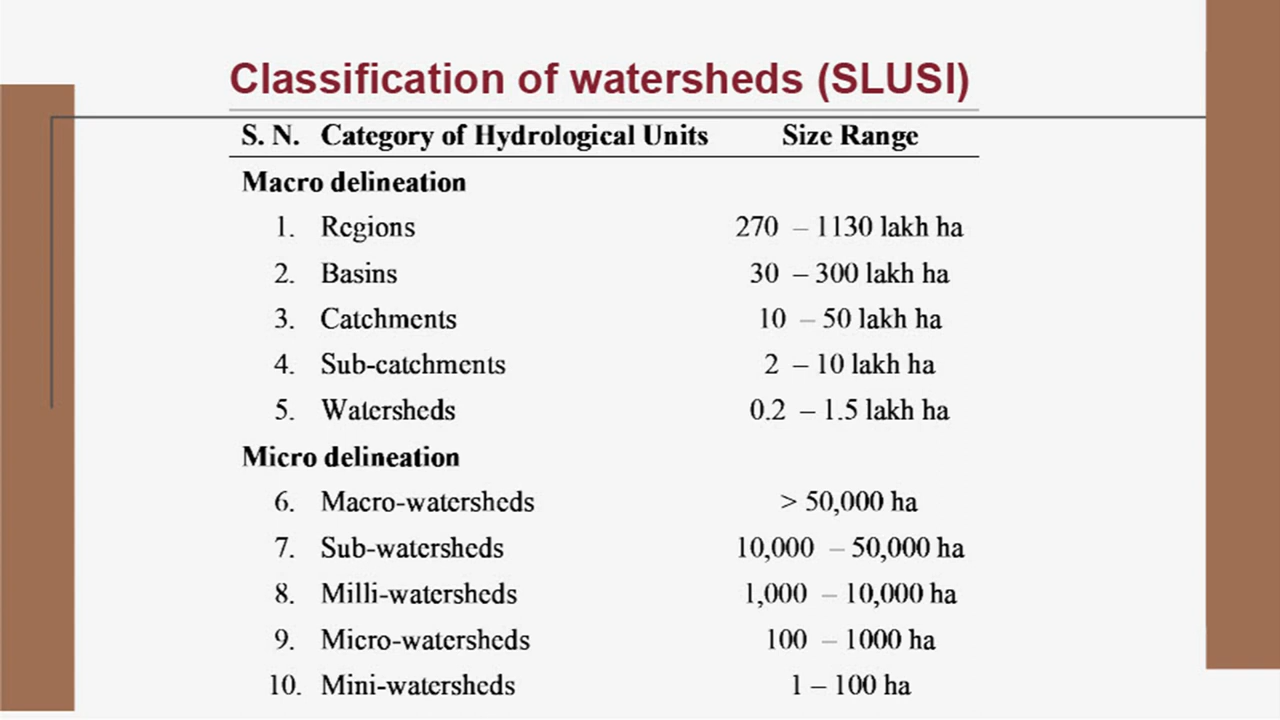 Classification of watersheds (SLUSI)
S. N. Category of Hydrological Units Size Range
Macro delineation
1. Regions 270 – 1130 lakh ha
2. Basins 30 – 300 lakh ha
3. Catchments 10 – 50 lakh ha
4. Sub-catchments 2 – 10 lakh ha
5. Watersheds 0.2 – 1.5 lakh ha
Micro delineation
6. Macro-watersheds > 50,000 ha
7. Sub-watersheds 10,000 – 50,000 ha
8. Milli-watersheds 1,000 – 10,000 ha
9. Micro-watersheds 100 – 1000 ha
10. Mini-watersheds 1 – 100 ha